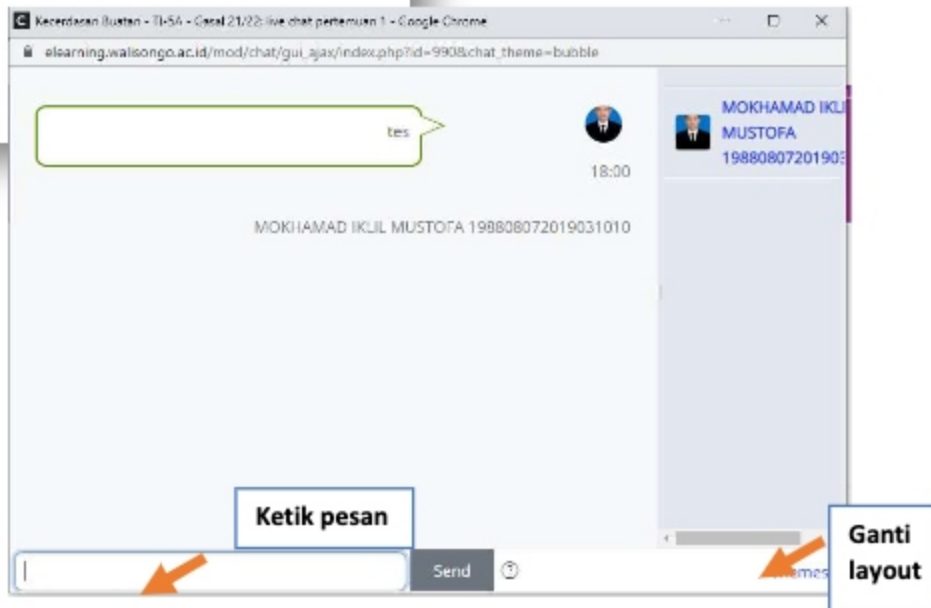 Kecerdasan Buatan - TI-5A - Gasal 21/22: live chat pertemuan 1 - Google Chrome
elearning.walisongo.ac.id/mod/chat/gui_ajax/index.php?id=990&chat_theme=bubble
tes
18:00
MOKHAMAD IKLIL MUSTOFA 198808072019031010
MOKHAMAD IKLI
MUSTOFA
19880807201903
Ketik pesan
Send
Ganti
layout